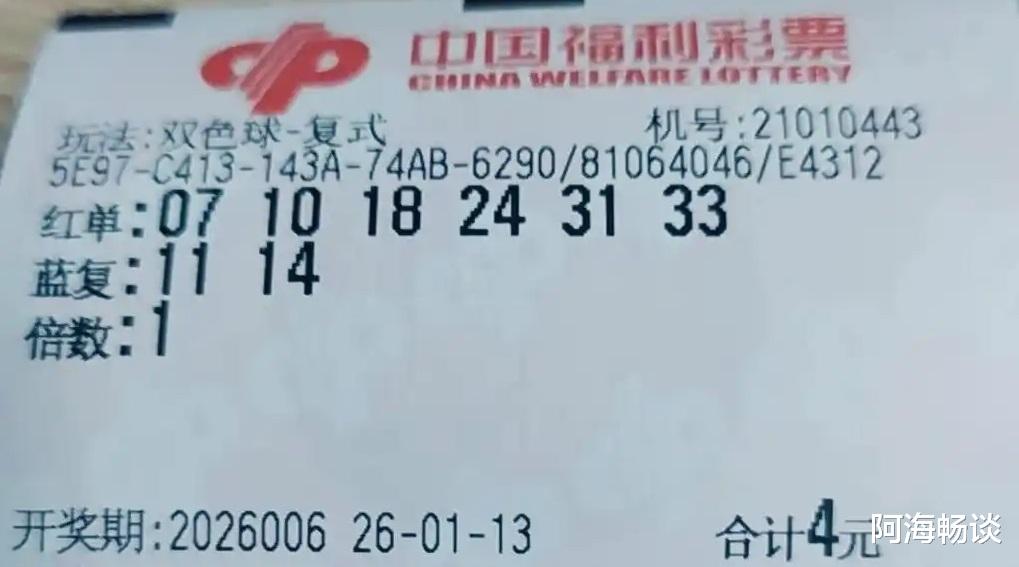 中国福利彩票
CHINA WELFARE LOTTERY
玩法:双色球-复式 机号:21010443
5E97-C413-143A-74AB-6290/81064046/E4312
红单:07 10 18 24 31 33
蓝复:11 14
倍数:1
开奖期:2026006 26-01-13 合计4元
阿海畅谈